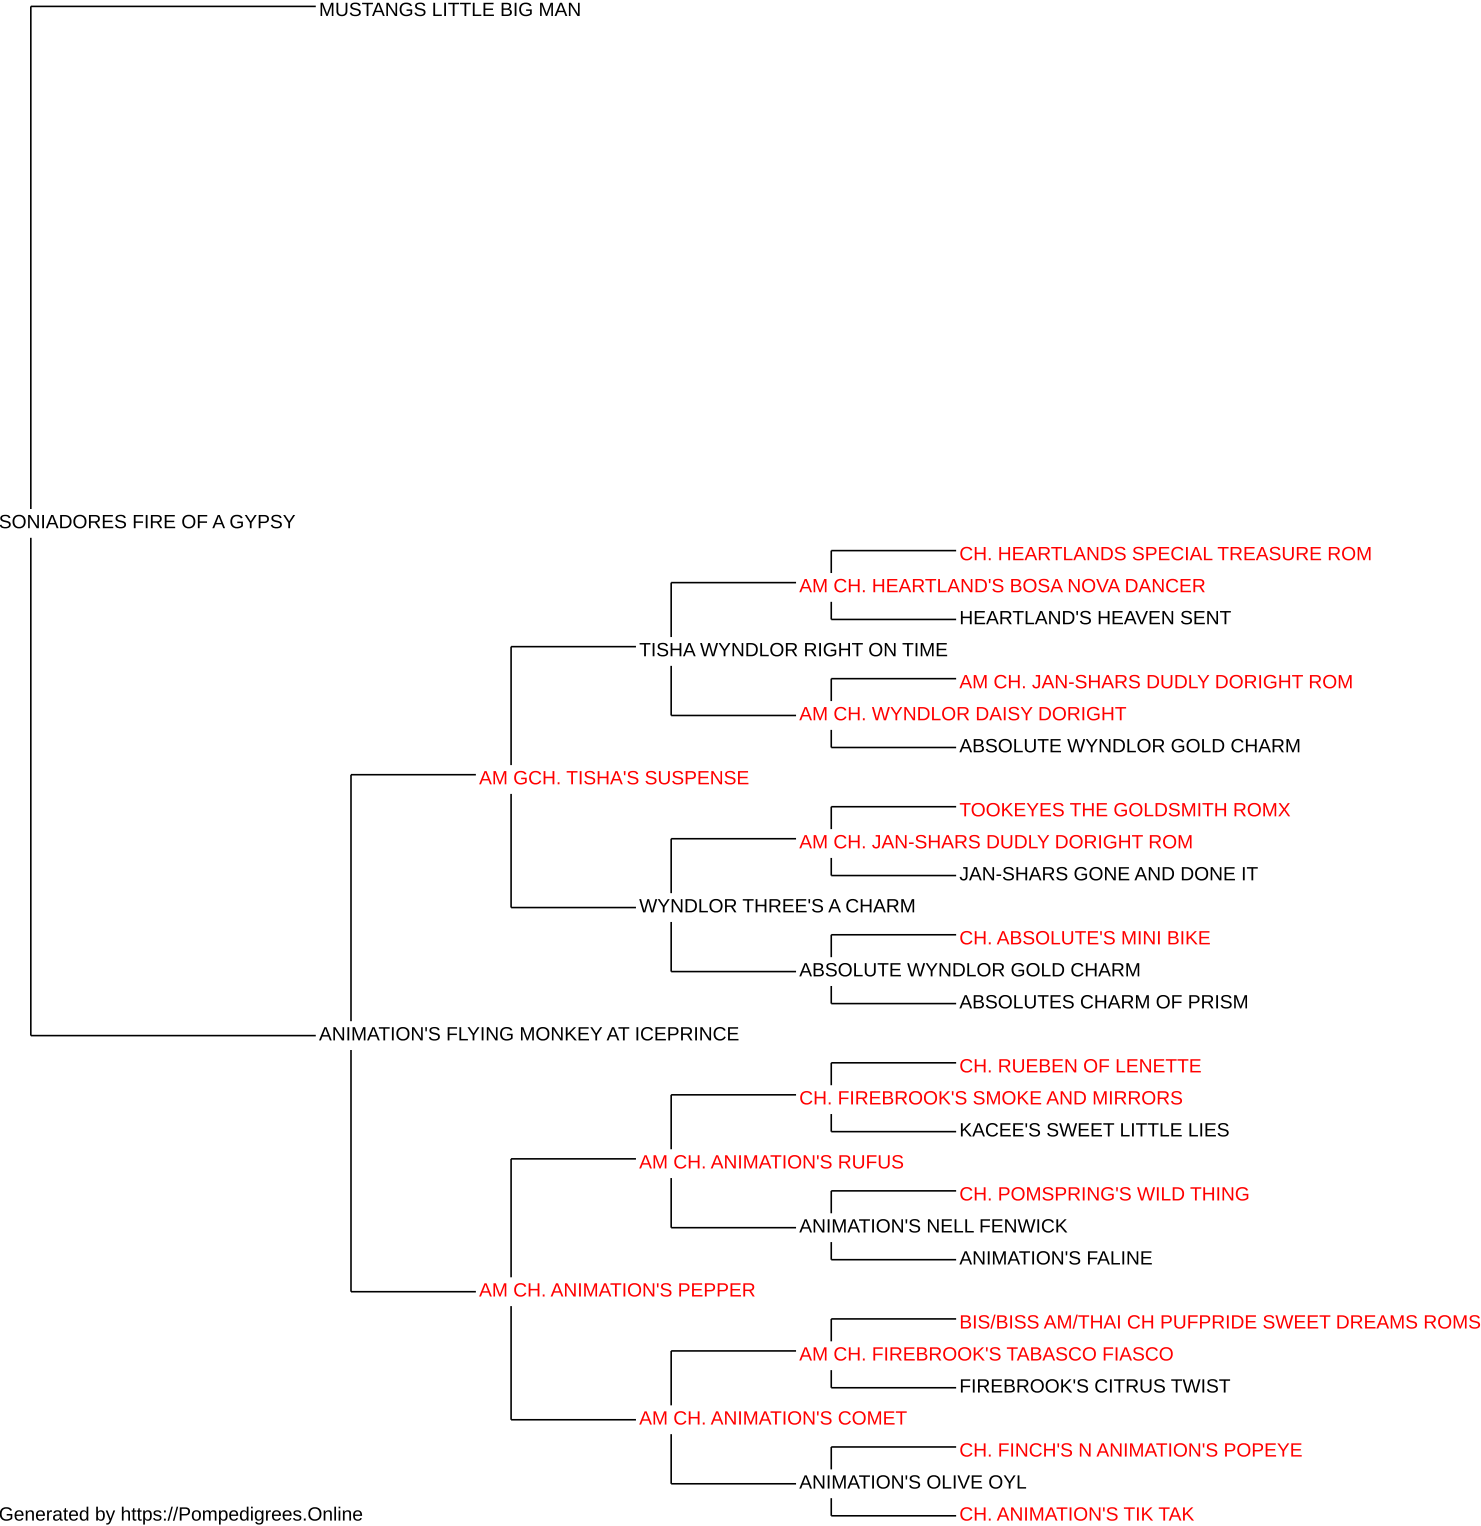 MUSTANGS LITTLE BIG MAN
SONIADORES FIRE OF A GYPSY
CH. HEARTLANDS SPECIAL TREASURE ROM
AM CH. HEARTLAND'S BOSA NOVA DANCER
HEARTLAND'S HEAVEN SENT
TISHA WYNDLOR RIGHT ON TIME
AM CH. JAN-SHARS DUDLY DORIGHT ROM
AM CH. WYNDLOR DAISY DORIGHT
ABSOLUTE WYNDLOR GOLD CHARM
AM GCH. TISHA'S SUSPENSE
TOOKEYES THE GOLDSMITH ROMX
AM CH. JAN-SHARS DUDLY DORIGHT ROM
JAN-SHARS GONE AND DONE IT
WYNDLOR THREE'S A CHARM
CH. ABSOLUTE'S MINI BIKE
ABSOLUTE WYNDLOR GOLD CHARM
ABSOLUTES CHARM OF PRISM
ANIMATION'S FLYING MONKEY AT ICEPRINCE
CH. RUEBEN OF LENETTE
CH. FIREBROOK'S SMOKE AND MIRRORS
KACEE'S SWEET LITTLE LIES
AM CH. ANIMATION'S RUFUS
CH. POMSPRING'S WILD THING
ANIMATION'S NELL FENWICK
ANIMATION'S FALINE
AM CH. ANIMATION'S PEPPER
BIS/BISS AM/THAI CH PUFPRIDE SWEET DREAMS ROMS
AM CH. FIREBROOK'S TABASCO FIASCO
FIREBROOK'S CITRUS TWIST
AM CH. ANIMATION'S COMET
CH. FINCH'S N ANIMATION'S POPEYE
ANIMATION'S OLIVE OYL
CH. ANIMATION'S TIK TAK
Generated by https://Pompedigrees.Online